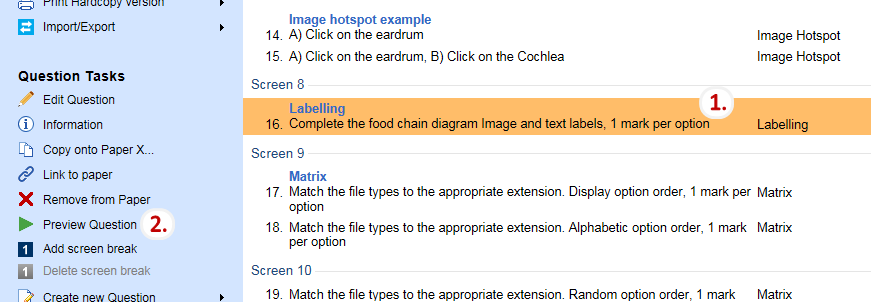 Print Hardcopy version
Import/Export
Question Tasks
Edit Question
Information
Copy onto Paper X...
Link to paper
Remove from Paper
Preview Question
2.
Add screen break
Delete screen break
Create new Question
Image hotspot example
14. A) Click on the eardrum Image Hotspot
15. A) Click on the eardrum, B) Click on the Cochlea Image Hotspot
Screen 8
1.
Labelling
16. Complete the food chain diagram Image and text labels, 1 mark per option Labelling
Screen 9
Matrix
17. Match the file types to the appropriate extension. Display option order, 1 mark per Matrix
option
18. Match the file types to the appropriate extension. Alphabetic option order, 1 mark Matrix
per option
Screen 10
19. Match the file types to the appropriate extension. Random option order, 1 mark Matrix